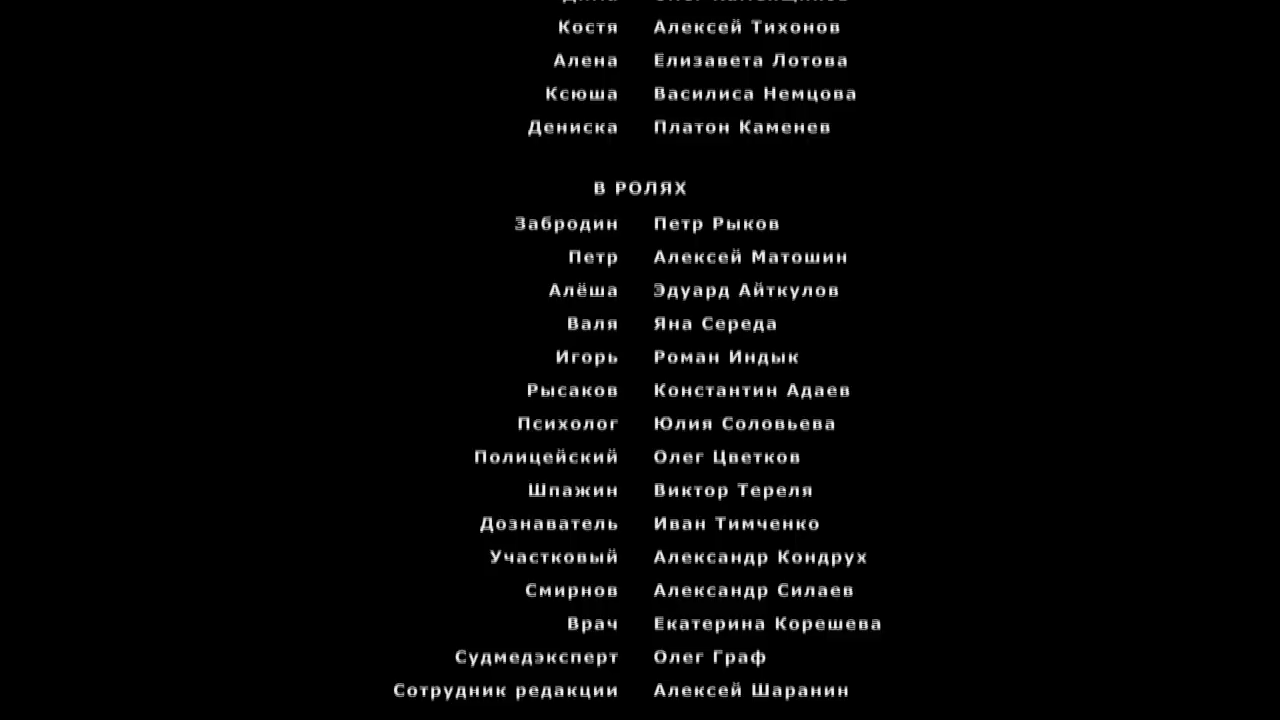 Костя Алексей Тихонов
Алена Елизавета Лотова
Ксюша Василиса Немцова
Дениска Платон Каменев
В РОЛЯХ
Забродин Петр Рыков
Петр Алексей Матошин
Алёша Эдуард Айткулов
Валя Яна Середа
Игорь Роман Индык
Рысаков Константин Адаев
Психолог Юлия Соловьева
Полицейский Олег Цветков
Шпажин Виктор Тереля
Дознаватель Иван Тимченко
Участковый Александр Кондрух
Смирнов Александр Силаев
Врач Екатерина Корешева
Судмедэксперт Олег Граф
Сотрудник редакции Алексей Шаранин